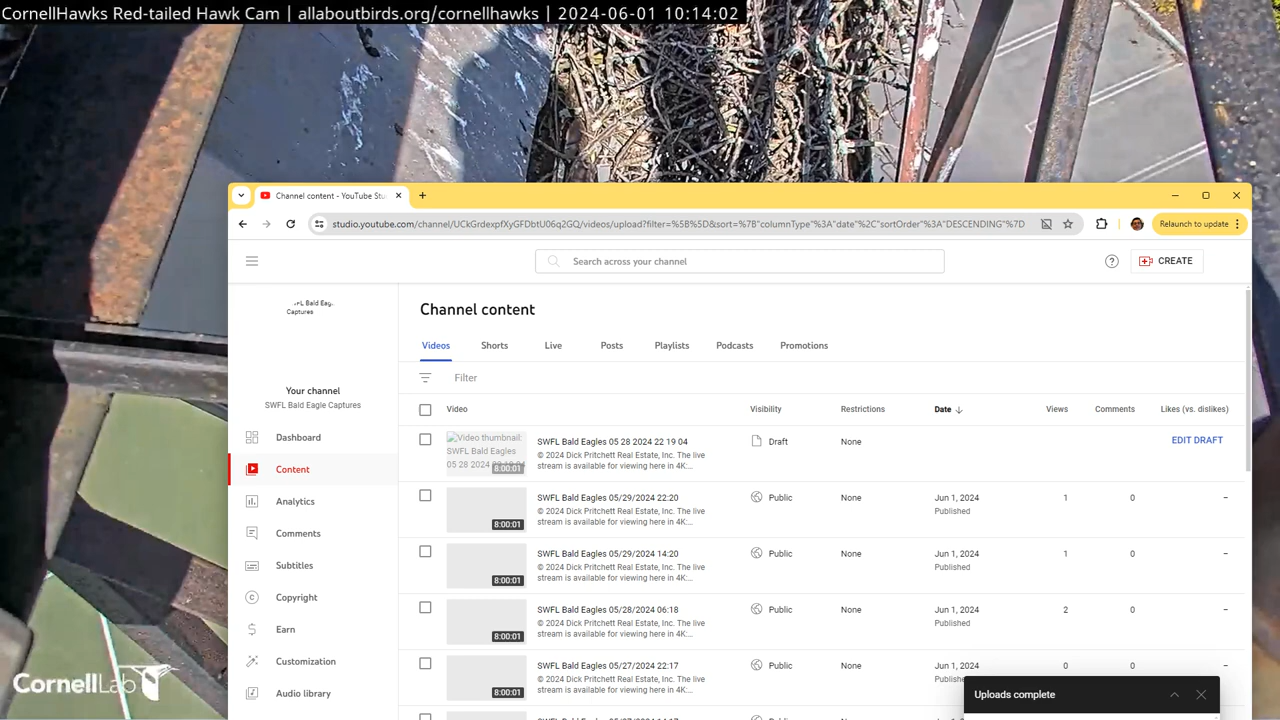 CornellHawks Red-tailed Hawk Cam | allaboutbirds.org/cornellhawks | 2024-06-01 10:14:02
Channel content - YouTube Stu
studio.youtube.com/channel/UCkGrdexpfXyGFDbtU06q2GQ/videos/upload?filter=%5B%5D&sort=%7B"columnType"%3A"date"%2C"sortOrder"%3A"DESCENDING"%7D
Relaunch to update
Search across your channel
CREATE
SWFL Bald Eag
Captures
Your channel
SWFL Bald Eagle Captures
Dashboard
Content
Analytics
Comments
Subtitles
Copyright
Earn
Customization
Audio library
Channel content
Videos Shorts Live Posts Playlists Podcasts Promotions
Filter
Video Visibility Restrictions Date Views Comments Likes (vs. dislikes)
Video thumbnail:
SWFL Bald Eagles
05 28 2024 22 19 04
8:00:01
SWFL Bald Eagles 05 28 2024 22 19 04
© 2024 Dick Pritchett Real Estate, Inc. The live
stream is available for viewing here in 4K:...
Draft None EDIT DRAFT
8:00:01
SWFL Bald Eagles 05/29/2024 22:20
© 2024 Dick Pritchett Real Estate, Inc. The live
stream is available for viewing here in 4K:...
Public None Jun 1, 2024 1 0 –
Published
8:00:01
SWFL Bald Eagles 05/29/2024 14:20
© 2024 Dick Pritchett Real Estate, Inc. The live
stream is available for viewing here in 4K:...
Public None Jun 1, 2024 1 0 –
Published
8:00:01
SWFL Bald Eagles 05/28/2024 06:18
© 2024 Dick Pritchett Real Estate, Inc. The live
stream is available for viewing here in 4K:...
Public None Jun 1, 2024 2 0 –
Published
8:00:01
SWFL Bald Eagles 05/27/2024 22:17
© 2024 Dick Pritchett Real Estate, Inc. The live
stream is available for viewing here in 4K:...
Public None Jun 1, 2024 0 0 –
Uploads complete
CornellLab